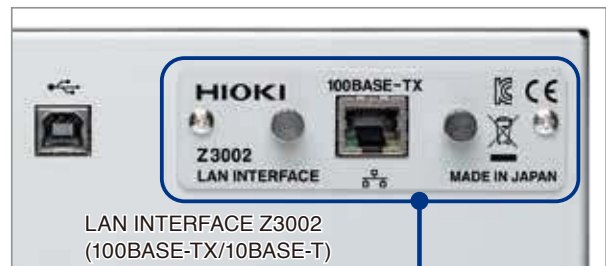 HIOKI
100BASE-TX
CE
Z3002
LAN INTERFACE
MADE IN JAPAN
LAN INTERFACE Z3002
(100BASE-TX/10BASE-T)